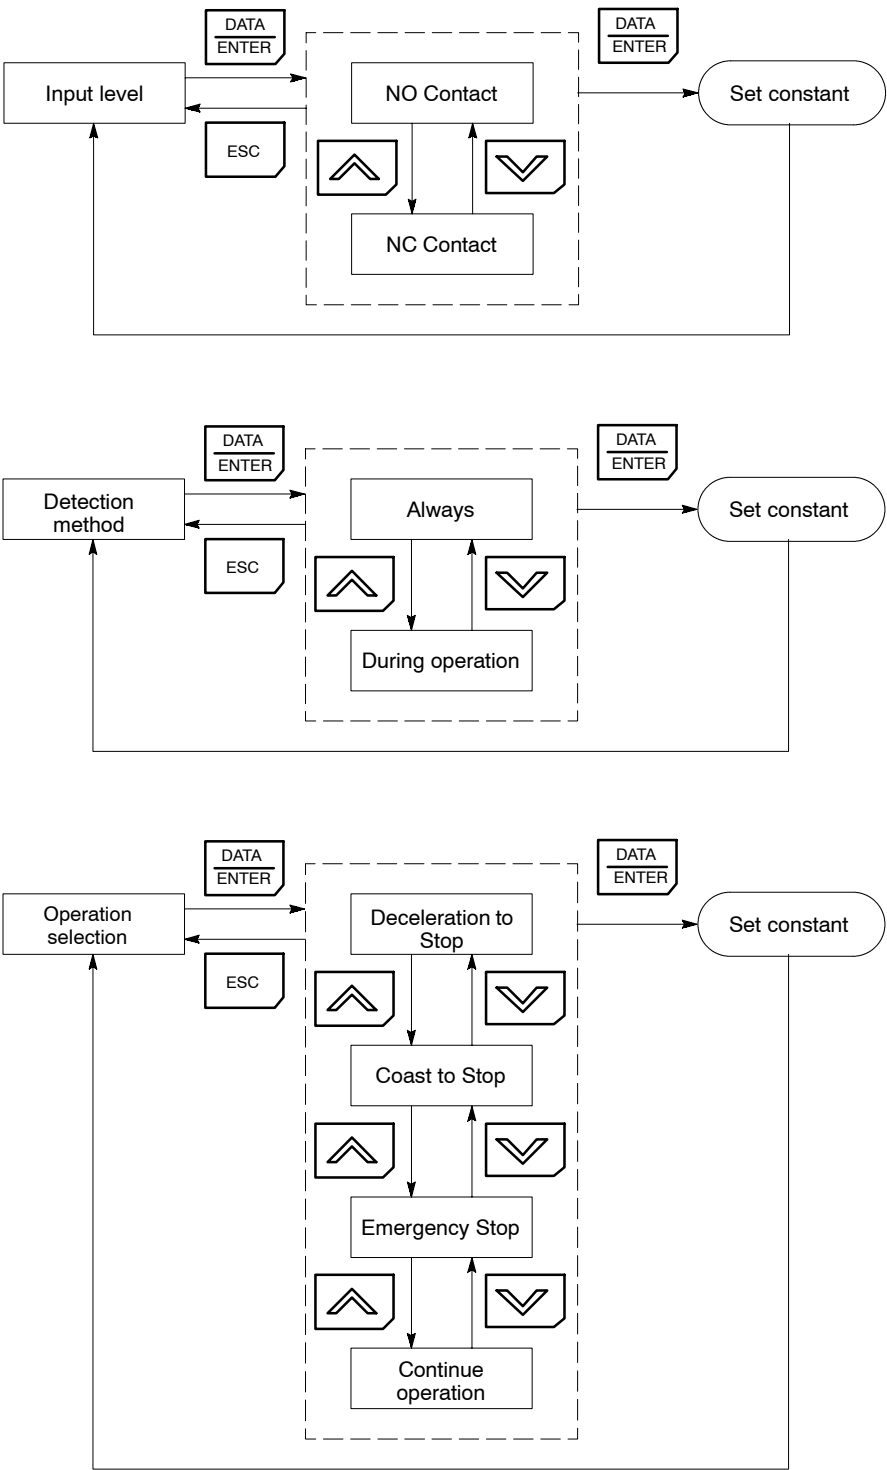 DATA
ENTER
DATA
ENTER
Input level
NO Contact
Set constant
ESC
NC Contact
DATA
ENTER
DATA
ENTER
Detection
method
Always
Set constant
ESC
During operation
DATA
ENTER
DATA
ENTER
Operation
selection
Deceleration to
Stop
Set constant
ESC
Coast to Stop
Emergency Stop
Continue
operation